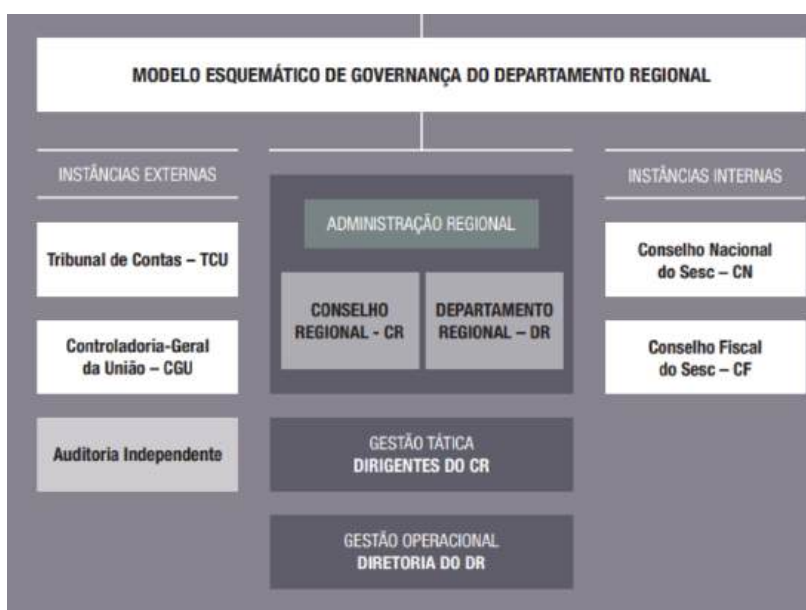 MODELO ESQUEMÁTICO DE GOVERNANÇA DO DEPARTAMENTO REGIONAL
INSTÂNCIAS EXTERNAS
Tribunal de Contas – TCU
Controladoria-Geral
da União – CGU
Auditoria Independente
ADMINISTRAÇÃO REGIONAL
CONSELHO
REGIONAL - CR
DEPARTAMENTO
REGIONAL – DR
GESTÃO TÁTICA
DIRIGENTES DO CR
GESTÃO OPERACIONAL
DIRETORIA DO DR
INSTÂNCIAS INTERNAS
Conselho Nacional
do Sesc – CN
Conselho Fiscal
do Sesc – CF